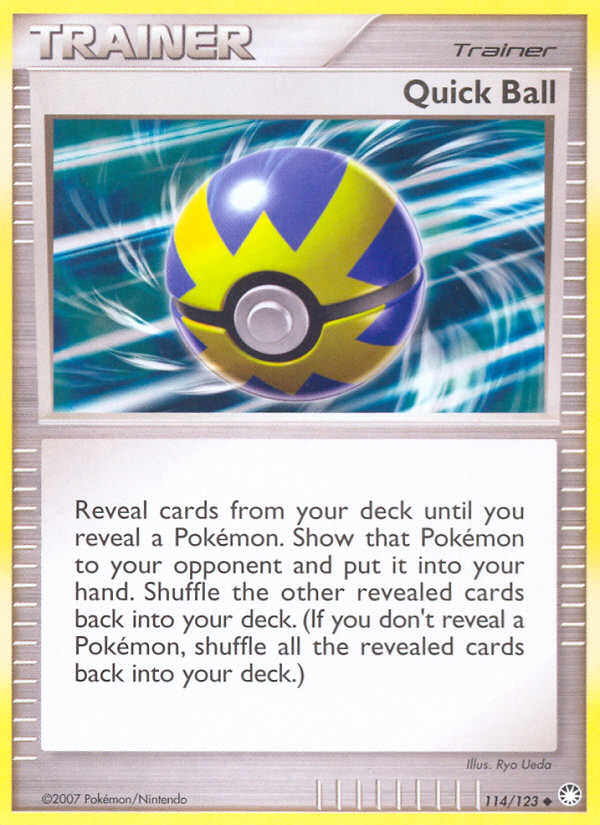 TRAINER
Trainer
Quick Ball
Reveal cards from your deck until you
reveal a Pokémon. Show that Pokémon
to your opponent and put it into your
hand. Shuffle the other revealed cards
back into your deck. (If you don't reveal a
Pokémon, shuffle all the revealed cards
back into your deck.)
Illus. Ryo Ueda
©2007 Pokémon/Nintendo
114/123